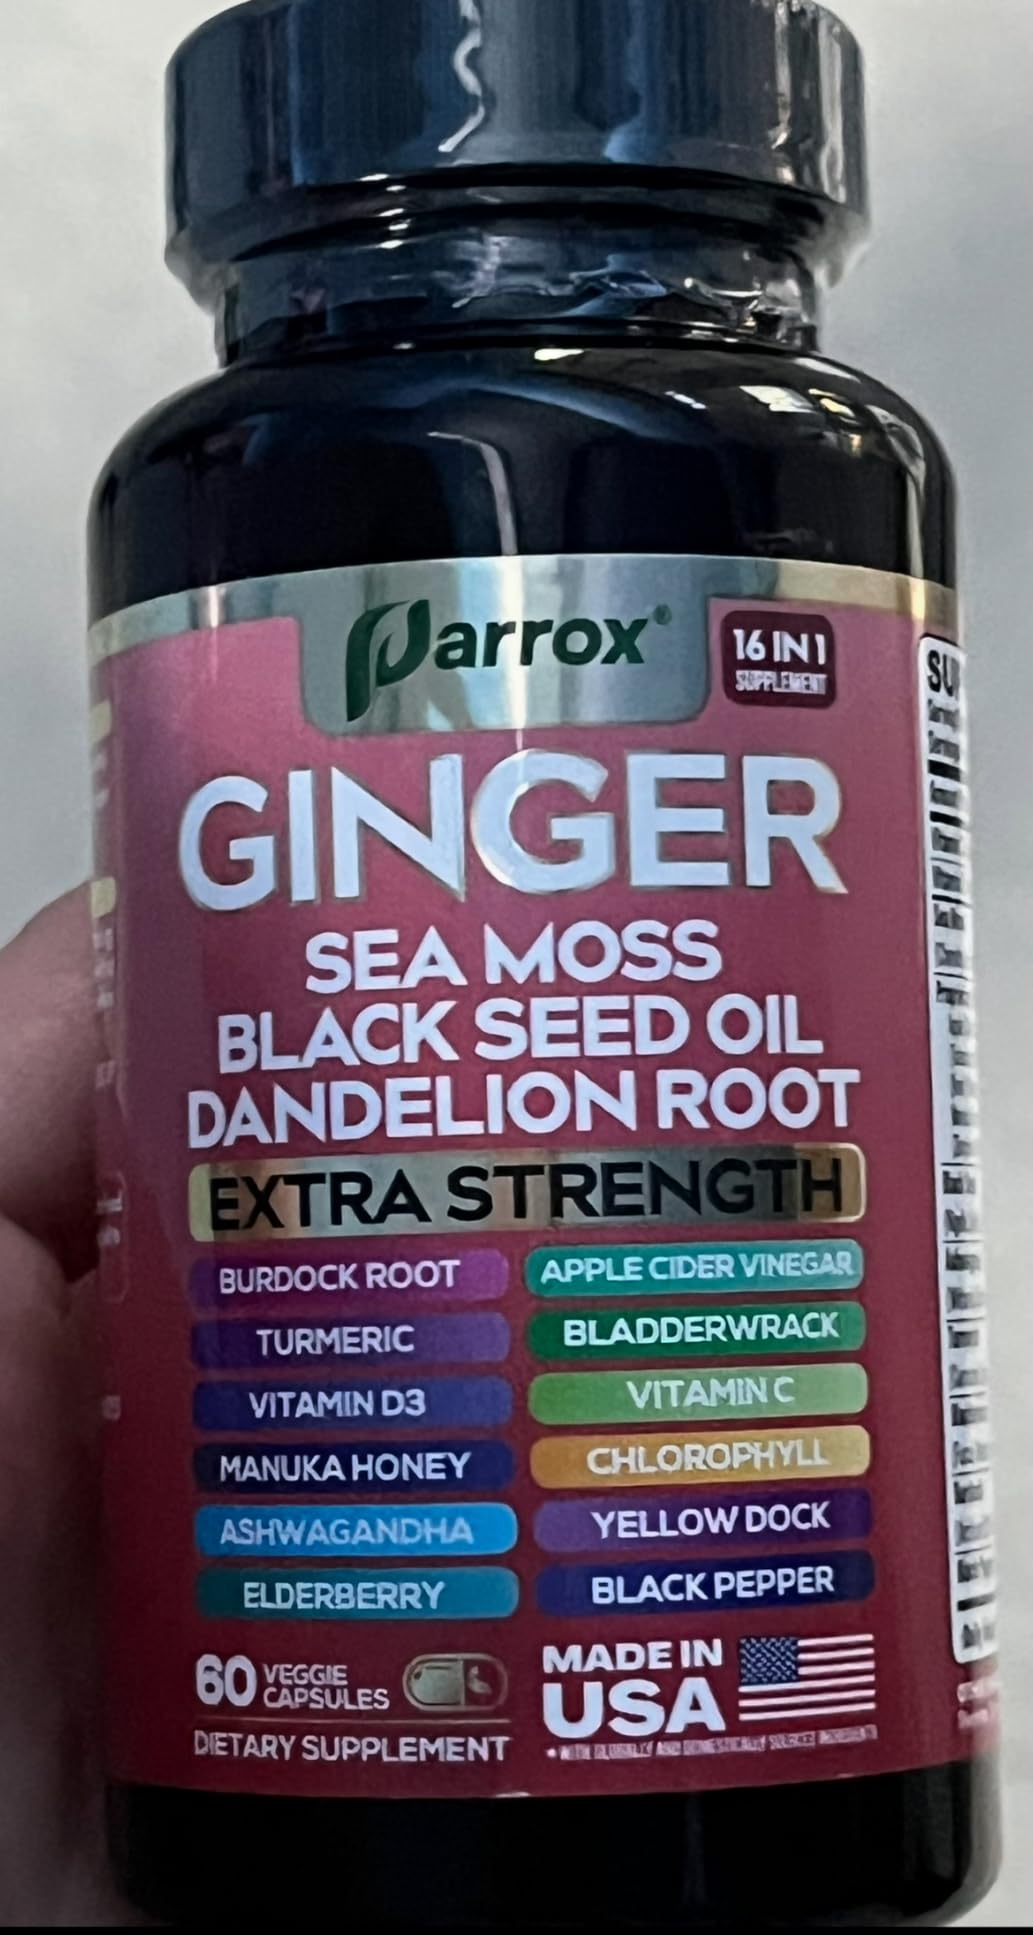 Parrox®
16 IN 1
SUPPLEMENT
GINGER
SEA MOSS
BLACK SEED OIL
DANDELION ROOT
EXTRA STRENGTH
BURDOCK ROOT
APPLE CIDER VINEGAR
TURMERIC
BLADDERWRACK
VITAMIN D3
VITAMIN C
MANUKA HONEY
CHLOROPHYLL
ASHWAGANDHA
YELLOW DOCK
ELDERBERRY
BLACK PEPPER
60 VEGGIE
CAPSULES
DIETARY SUPPLEMENT
MADE IN
USA
SUP